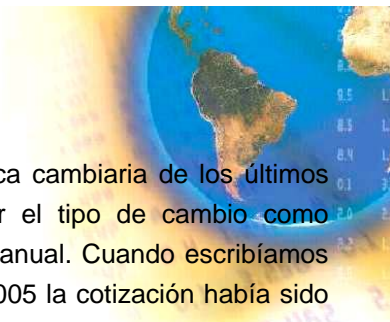 ca cambiaria de los últimos
r el tipo de cambio como
anual. Cuando escribíamos
005 la cotización había sido